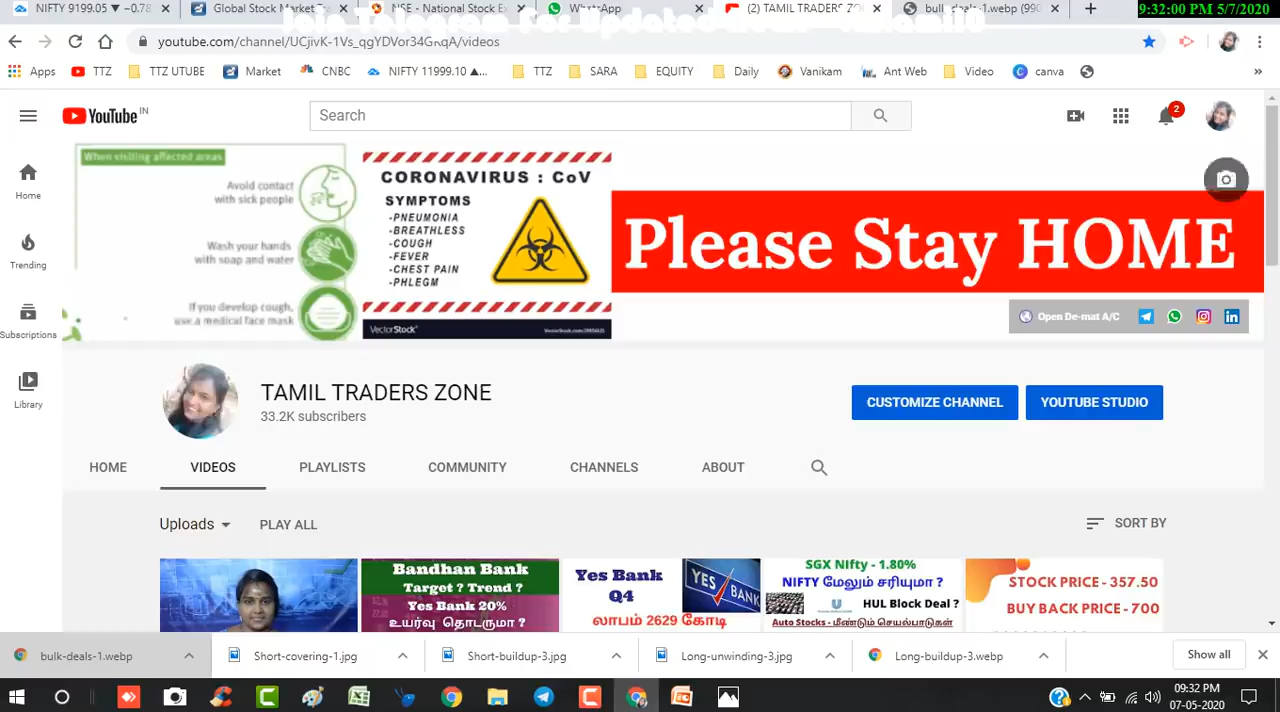 NIFTY 9199.05 ▼ -0.78
Global Stock Market
NSE - National Stock Ex
WhatsApp
(2) TAMIL TRADERS ZO
bulk-deals-1.webp (990
9:32:00 PM 5/7/2020
youtube.com/channel/UCjivK-1Vs_qgYDVor34GnqA/videos
Apps TTZ TTZ UTUBE Market CNBC NIFTY 11999.10 ▲... TTZ SARA EQUITY Daily Vanikam Ant Web Video canva
YouTube IN
Search
2
Home
Trending
Subscriptions
Library
When visiting affected areas
Avoid contact
with sick people
Wash your hands
with soap and water
If you develop cough,
use a medical face mask
CORONAVIRUS : CoV
SYMPTOMS
-PNEUMONIA
-BREATHLESS
-COUGH
-FEVER
-CHEST PAIN
-PHLEGM
VectorStock
Please Stay HOME
Open De-mat A/C
TAMIL TRADERS ZONE
33.2K subscribers
CUSTOMIZE CHANNEL
YOUTUBE STUDIO
HOME VIDEOS PLAYLISTS COMMUNITY CHANNELS ABOUT
Uploads PLAY ALL
SORT BY
Bandhan Bank
Target ? Trend ?
Yes Bank 20%
உயர்வு தொடருமா ?
Yes Bank
Q4
லாபம் 2629 கோடி
YES BANK
SGX Nifty - 1.80%
NIFTY மேலும் சரியுமா ?
HUL Block Deal ?
Auto Stocks - மீண்டும் செயல்பாடுகள்
STOCK PRICE - 357.50
BUY BACK PRICE - 700
bulk-deals-1.webp
Short-covering-1.jpg
Short-buildup-3.jpg
Long-unwinding-3.jpg
Long-buildup-3.webp
Show all
09:32 PM
07-05-2020